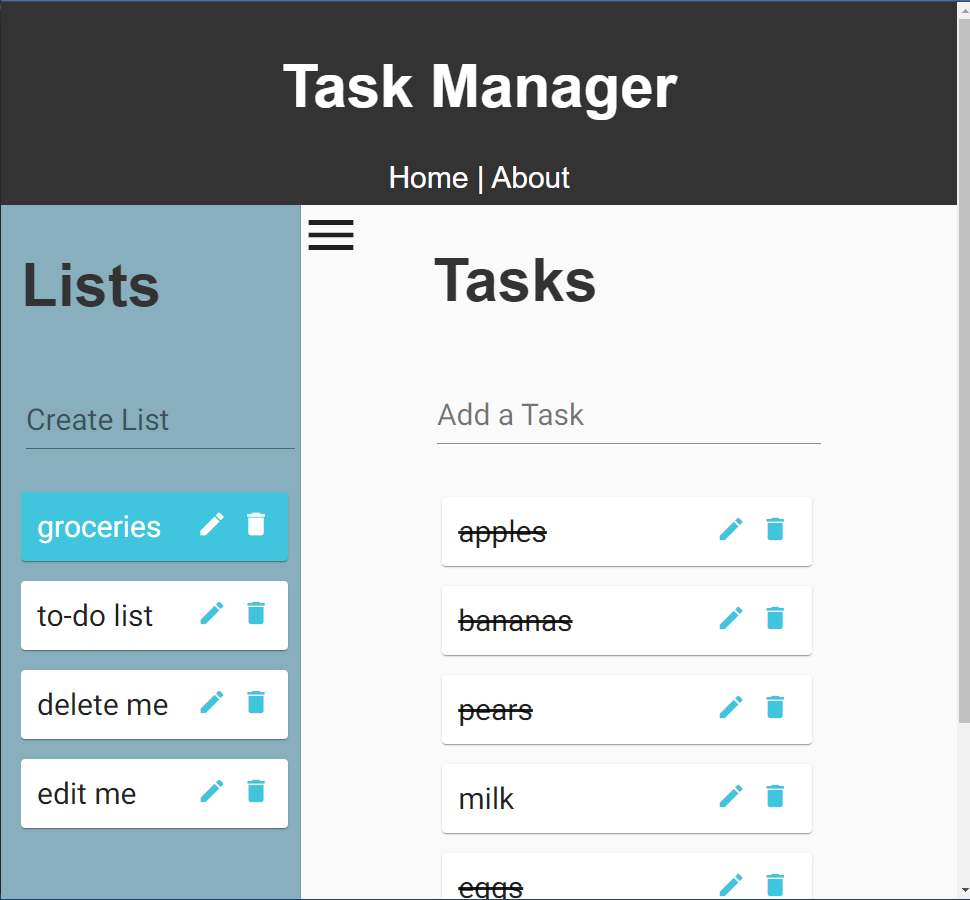 Task Manager
Home | About
Lists
Create List
groceries
to-do list
delete me
edit me
Tasks
Add a Task
apples
bananas
pears
milk
eggs